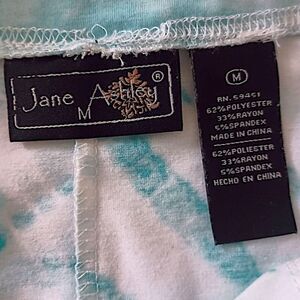 Jane Ashley ®
M
M
RN. 59451
62%POLYESTER
33%RAYON
5%SPANDEX
MADE IN CHINA
62%POLIESTER
33%RAYON
5%SPANDEX
HECHO EN CHINA